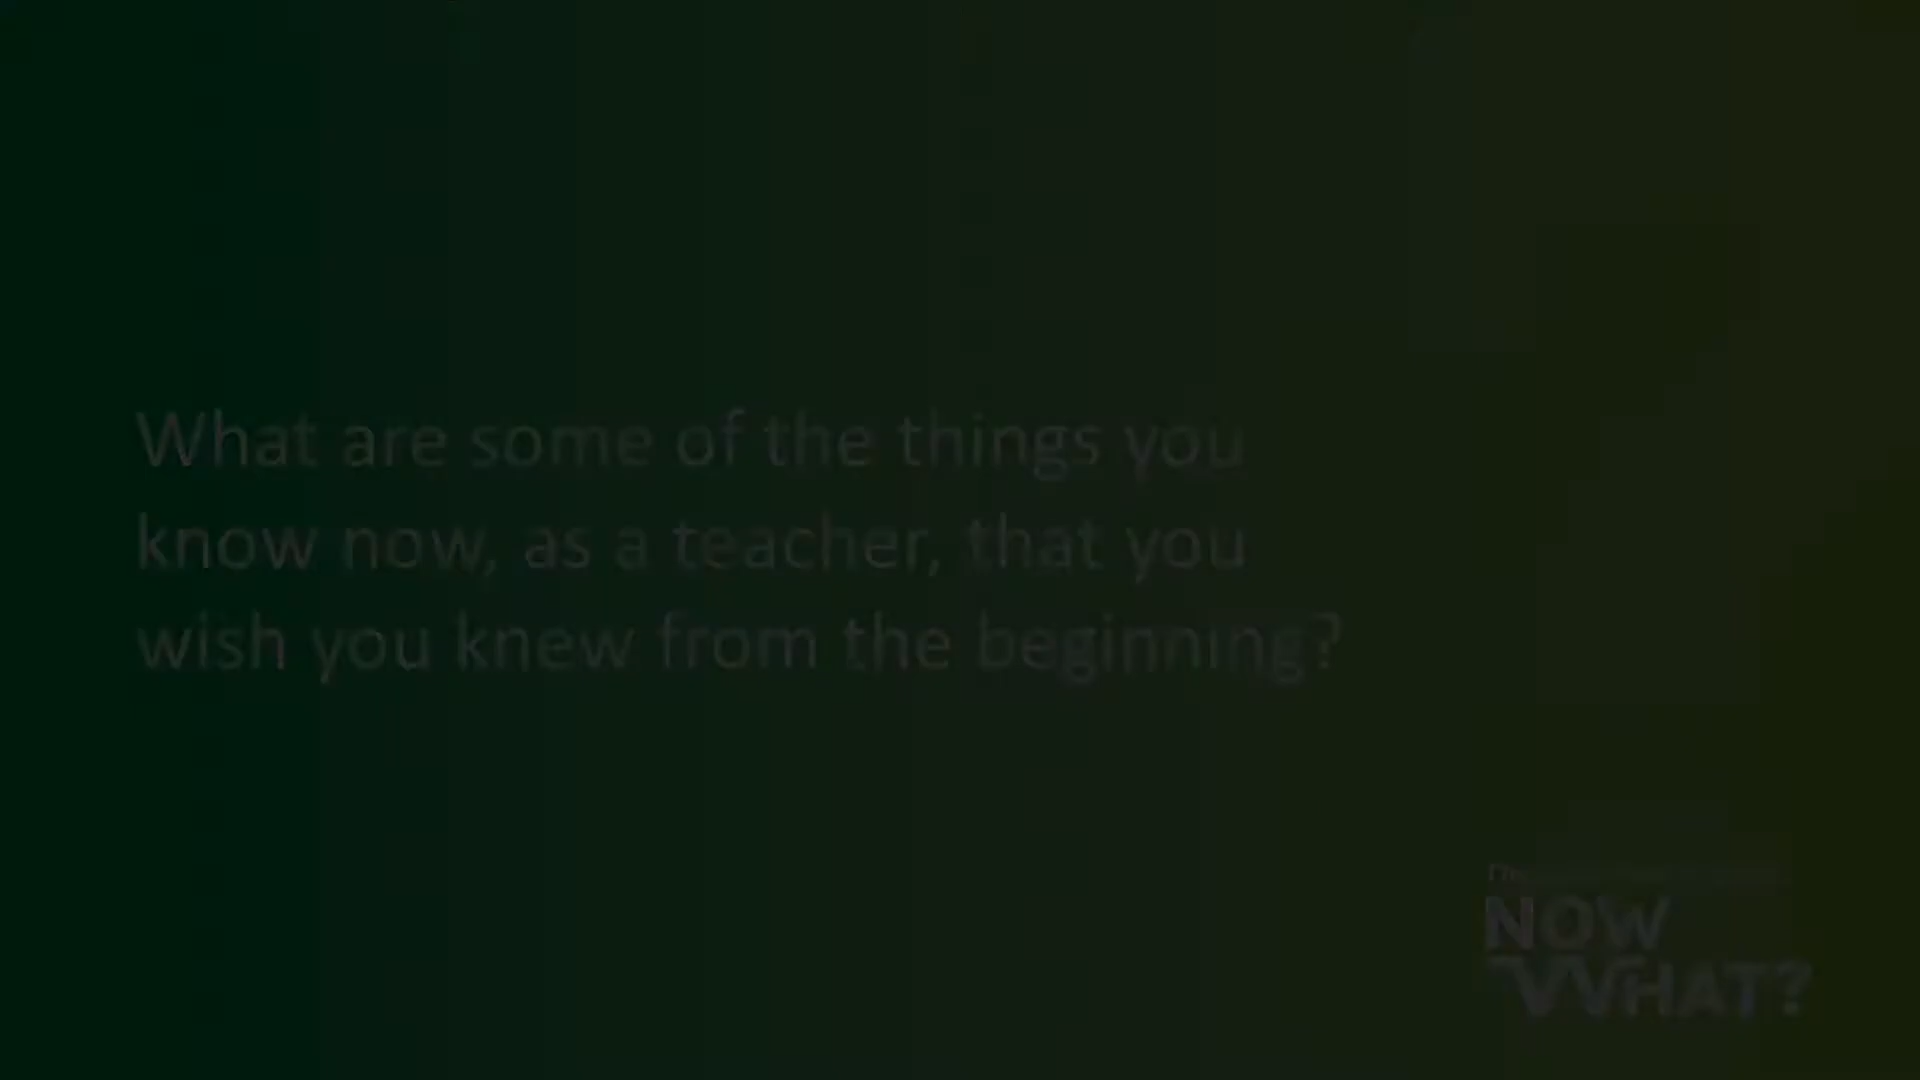 What are some of the things you
know now, as a teacher, that you
wish you knew from the beginning?
NOW
WHAT?